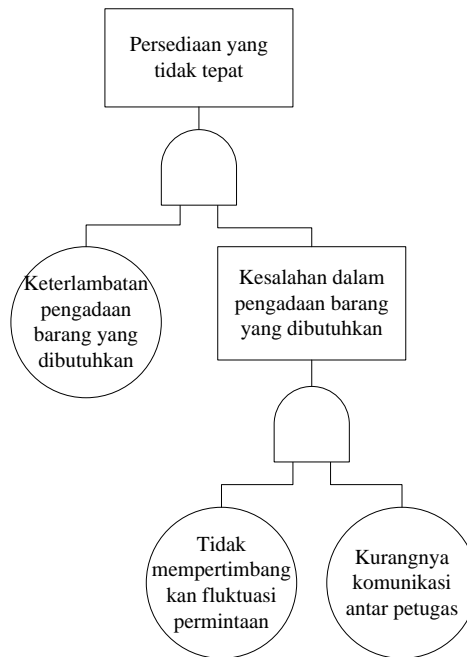 Persediaan yang
tidak tepat
Keterlambatan
pengadaan
barang yang
dibutuhkan
Kesalahan dalam
pengadaan barang
yang dibutuhkan
Tidak
mempertimbang
kan fluktuasi
permintaan
Kurangnya
komunikasi
antar petugas